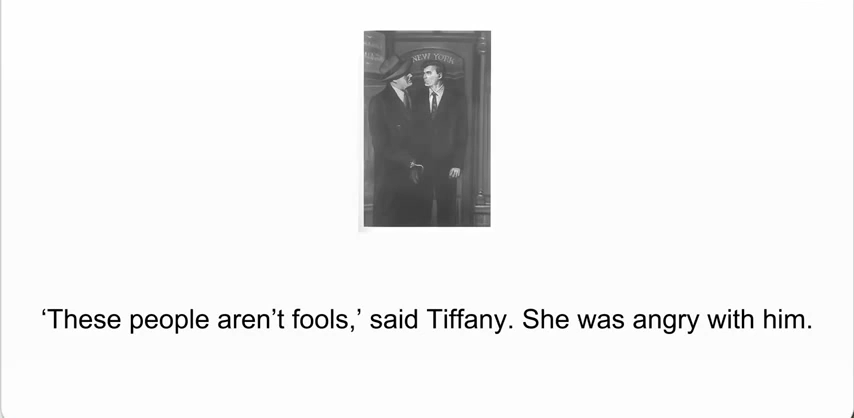 NEW YORK
‘These people aren’t fools,’ said Tiffany. She was angry with him.